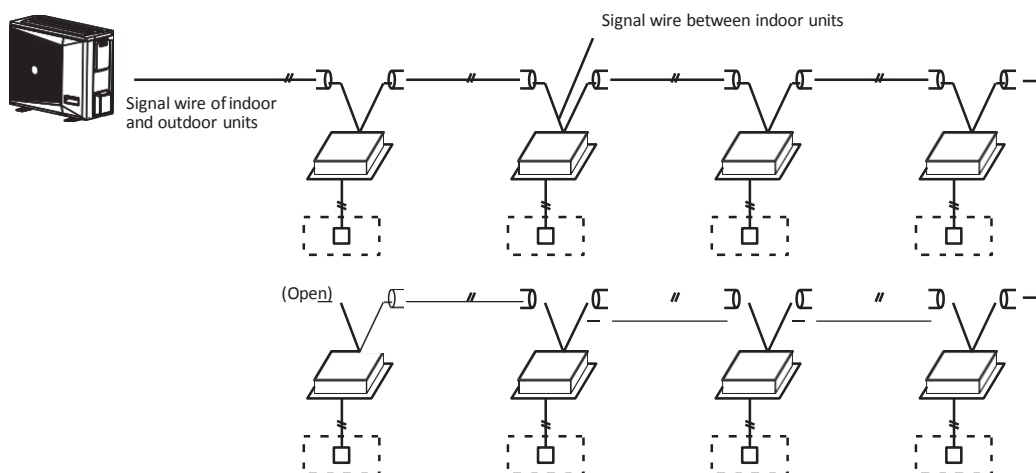 Signal wire between indoor units
Signal wire of indoor
and outdoor units
(Open)